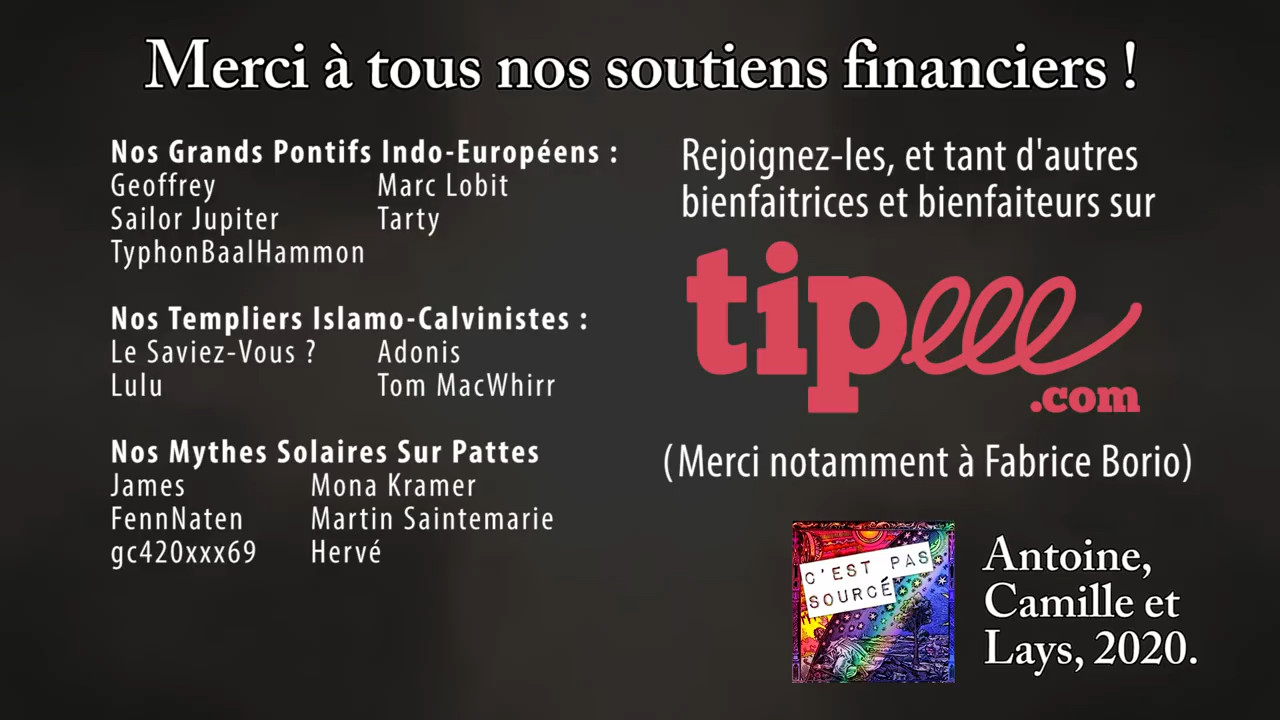 Merci à tous nos soutiens financiers !
Nos Grands Pontifs Indo-Européens :
Geoffrey Marc Lobit
Sailor Jupiter Tarty
TyphonBaalHammon
Nos Templiers Islamo-Calvinistes :
Le Saviez-Vous ? Adonis
Lulu Tom MacWhirr
Nos Mythes Solaires Sur Pattes
James Mona Kramer
FennNaten Martin Saintemarie
gc420xxx69 Hervé
Rejoignez-les, et tant d'autres
bienfaitrices et bienfaiteurs sur
tipeee
.com
(Merci notamment à Fabrice Borio)
C'EST PAS
SOURCÉ
Antoine,
Camille et
Lays, 2020.